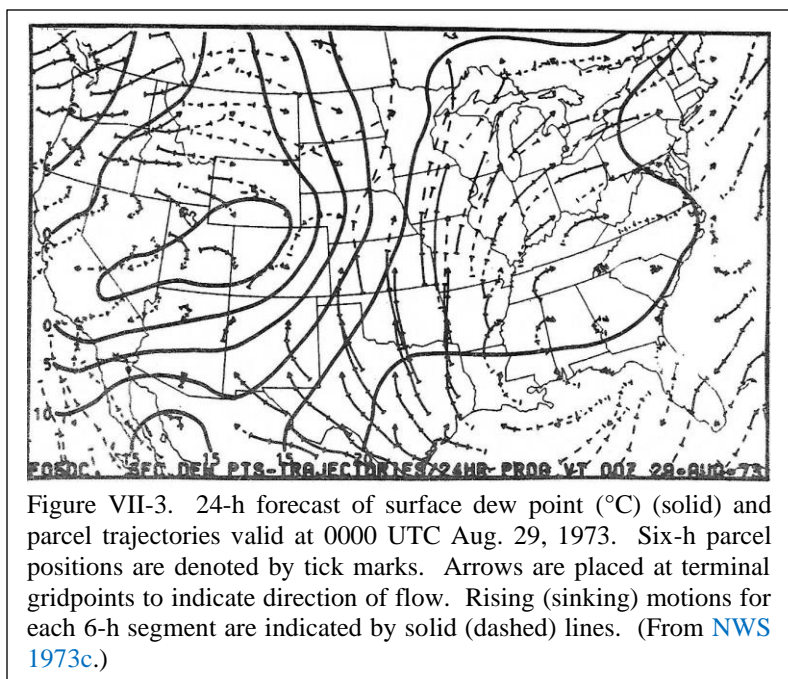 0
0
5
10
15
15
15
20
SFC DEW PTS-TRAJECTORIES/24HR PROG VT 00Z 29-AUG-73
Figure VII-3. 24-h forecast of surface dew point (°C) (solid) and
parcel trajectories valid at 0000 UTC Aug. 29, 1973. Six-h parcel
positions are denoted by tick marks. Arrows are placed at terminal
gridpoints to indicate direction of flow. Rising (sinking) motions for
each 6-h segment are indicated by solid (dashed) lines. (From NWS
1973c.)